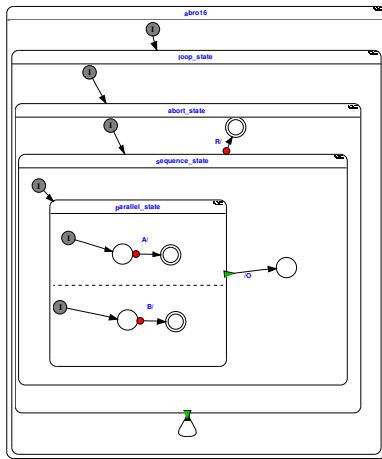 abro16
I
loop_state
I
abort_state
I
R/
sequence_state
I
parallel_state
I
A/
/O
I
B/